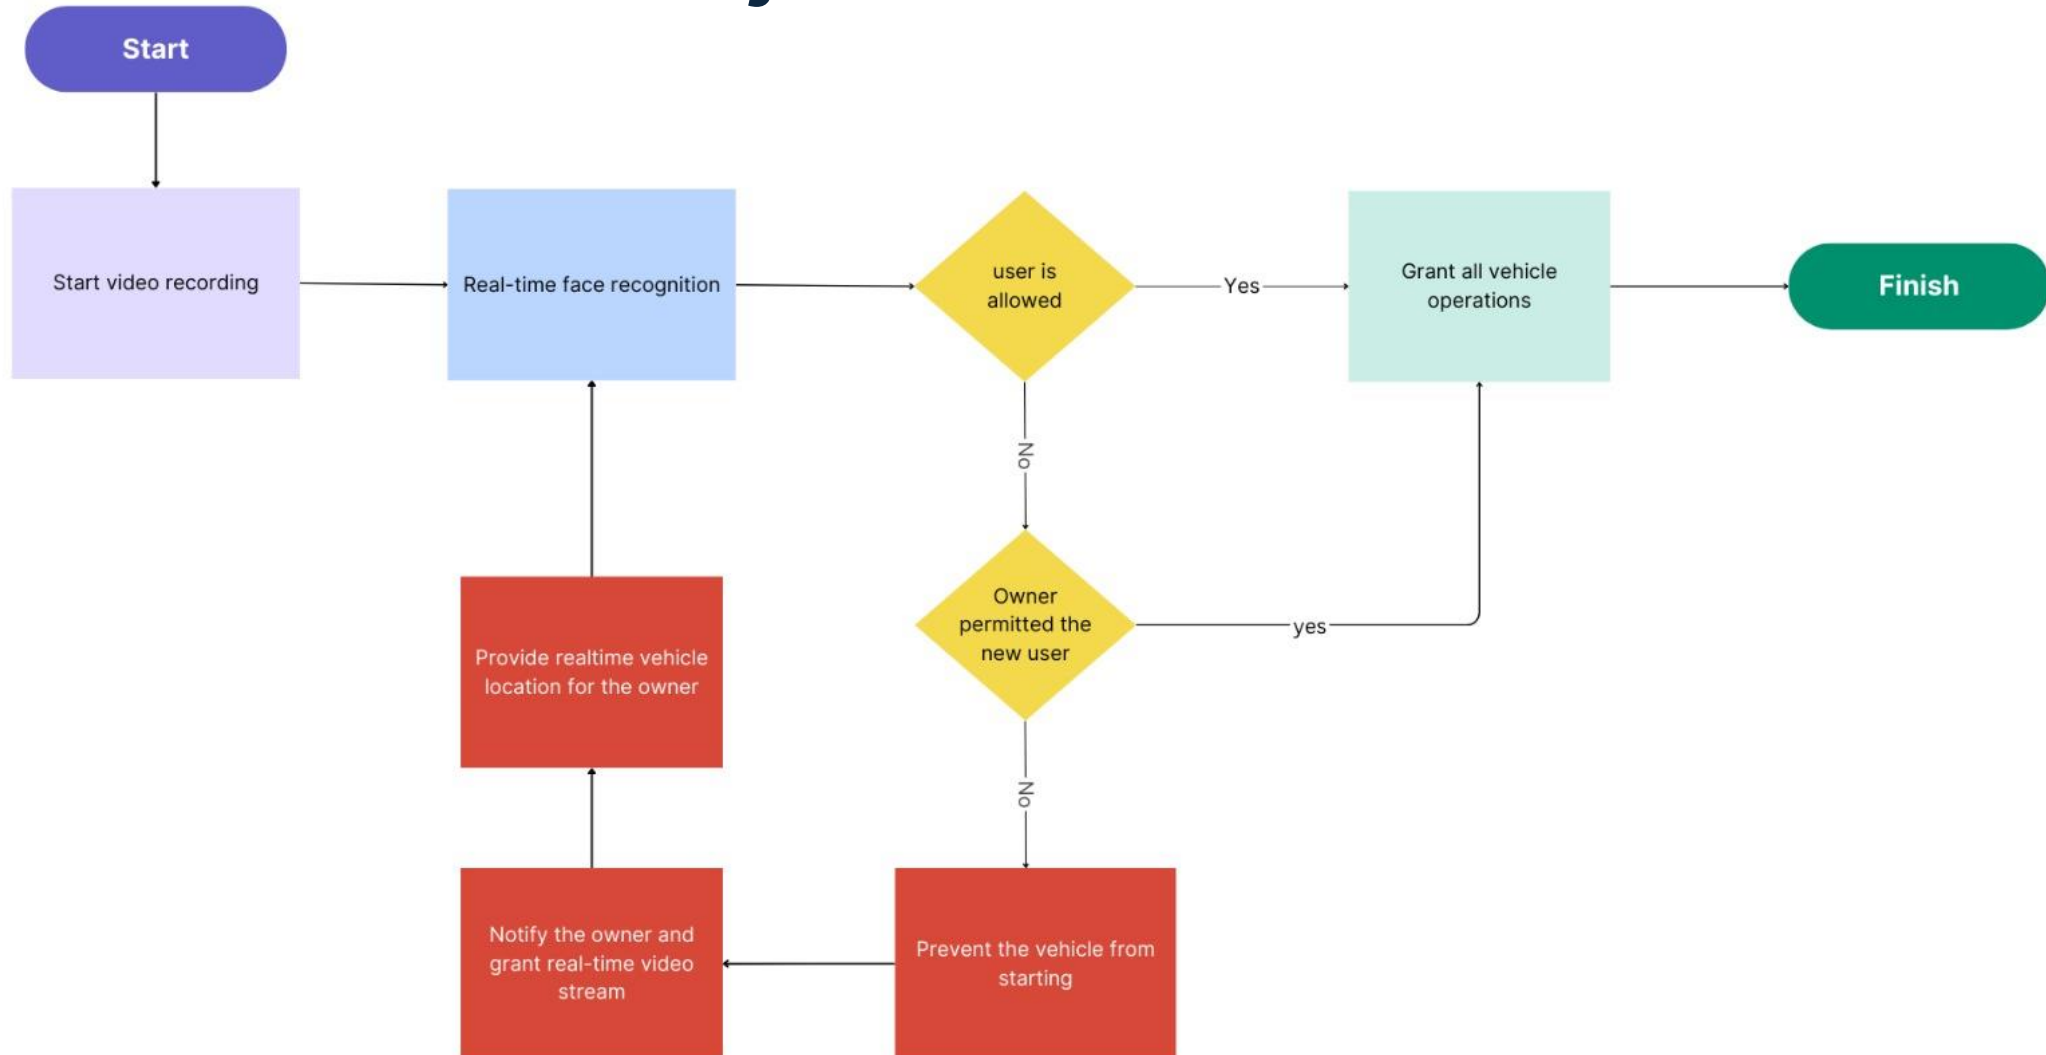 Start
Start video recording
Real-time face recognition
user is
allowed
Yes
Grant all vehicle
operations
Finish
No
Owner
permitted the
new user
yes
Provide realtime vehicle
location for the owner
No
Notify the owner and
grant real-time video
stream
Prevent the vehicle from
starting